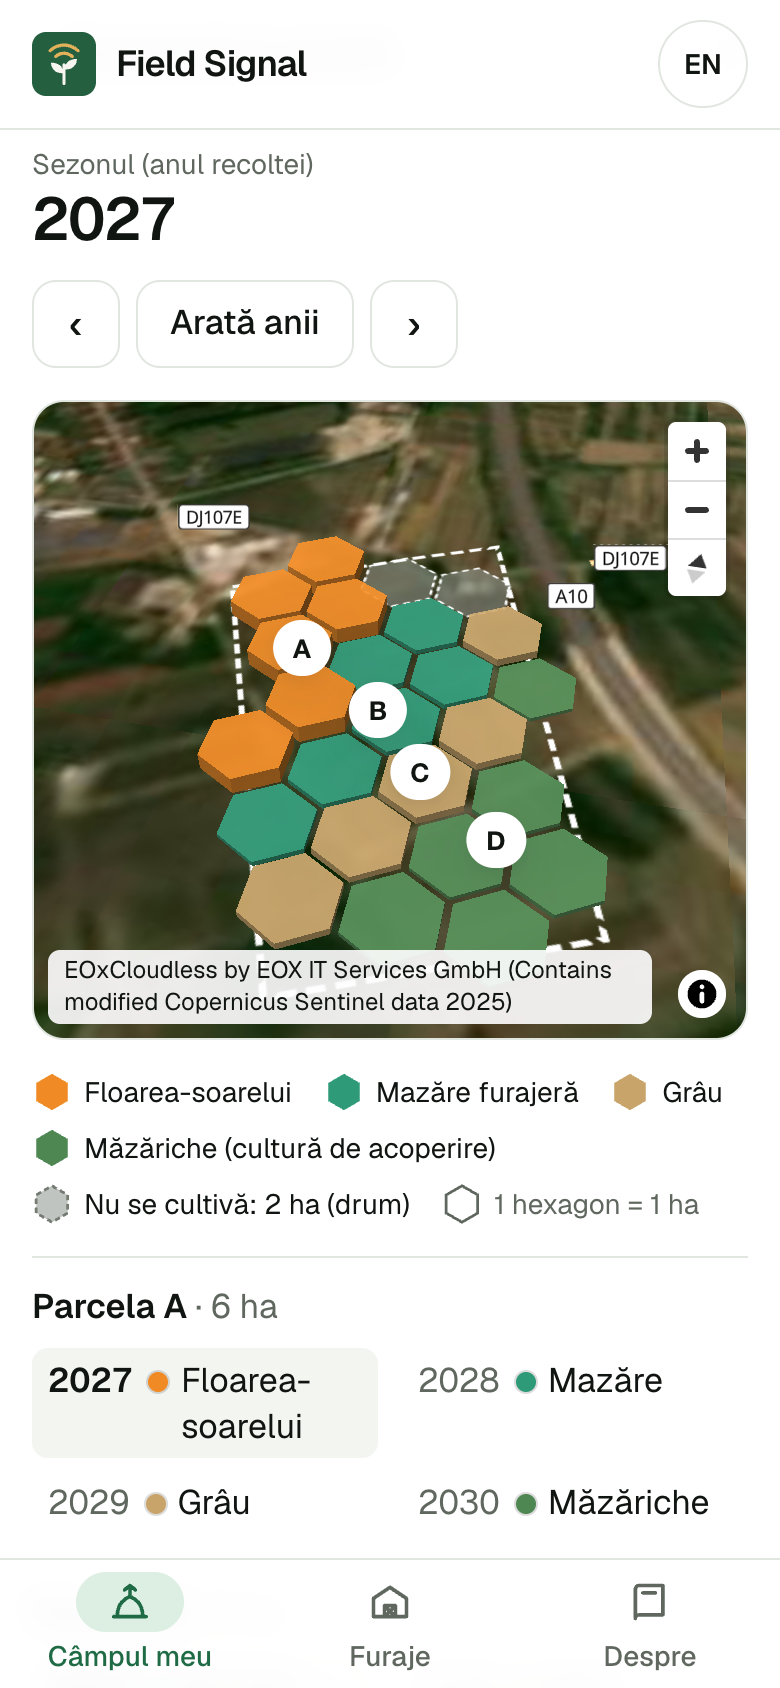 Field Signal
EN
Sezonul (anul recoltei)
2027
‹ Arată anii ›
DJ107E
DJ107E
A10
A
B
C
D
EOxCloudless by EOX IT Services GmbH (Contains
modified Copernicus Sentinel data 2025)
Floarea-soarelui Mazăre furajeră Grâu
Măzăriche (cultură de acoperire)
Nu se cultivă: 2 ha (drum) 1 hexagon = 1 ha
Parcela A · 6 ha
2027 Floarea-
soarelui
2028 Mazăre
2029 Grâu
2030 Măzăriche
Câmpul meu Furaje Despre